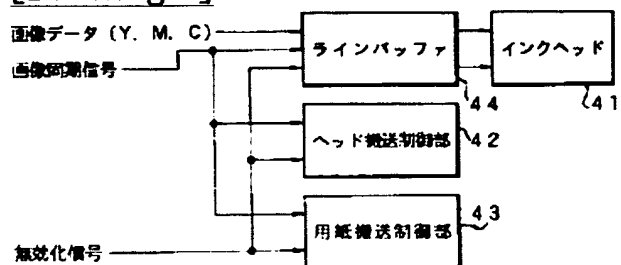 画像データ(Y. M. C)
画像同期信号
ラインバッファ
インクヘッド
44
41
ヘッド搬送制御部
42
用紙搬送制御部
43
無効化信号